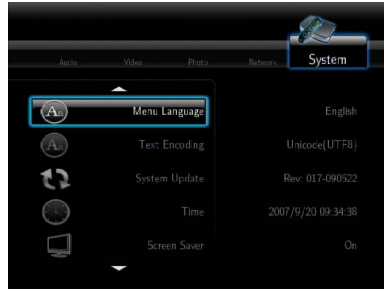 Audio Video Photo Network System
Menu Language English
Text Encoding Unicode(UTF8)
System Update Rev: 017-090522
Time 2007/9/20 09:34:38
Screen Saver On